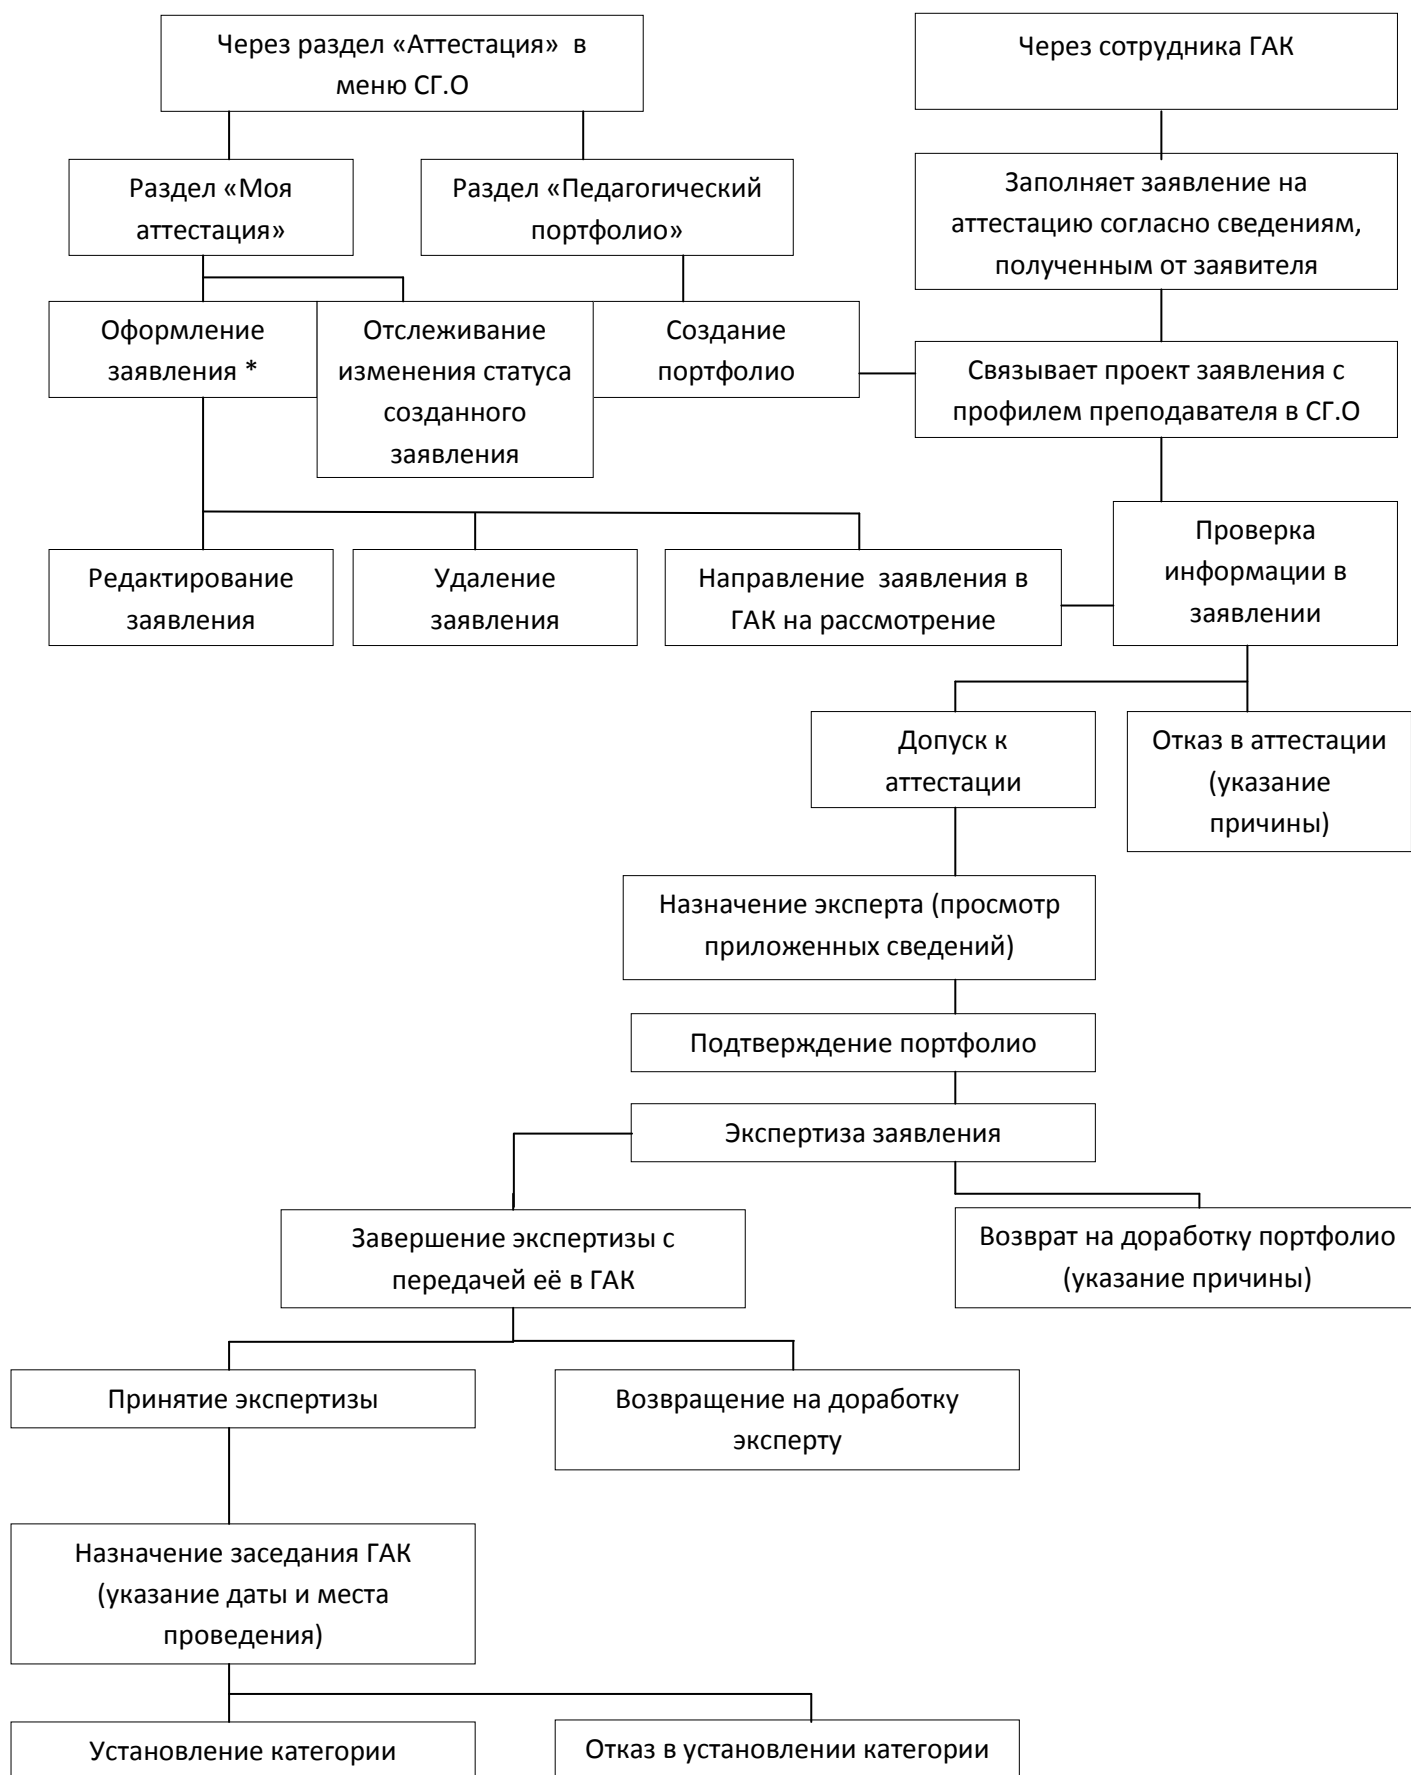 Через раздел «Аттестация» в
меню СГ.О
Через сотрудника ГАК
Раздел «Моя
аттестация»
Раздел «Педагогический
портфолио»
Заполняет заявление на
аттестацию согласно сведениям,
полученным от заявителя
Оформление
заявления *
Отслеживание
изменения статуса
созданного
заявления
Создание
портфолио
Связывает проект заявления с
профилем преподавателя в СГ.О
Редактирование
заявления
Удаление
заявления
Направление заявления в
ГАК на рассмотрение
Проверка
информации в
заявлении
Допуск к
аттестации
Отказ в аттестации
(указание
причины)
Назначение эксперта (просмотр
приложенных сведений)
Подтверждение портфолио
Экспертиза заявления
Завершение экспертизы с
передачей её в ГАК
Возврат на доработку портфолио
(указание причины)
Принятие экспертизы
Возвращение на доработку
эксперту
Назначение заседания ГАК
(указание даты и места
проведения)
Установление категории
Отказ в установлении категории